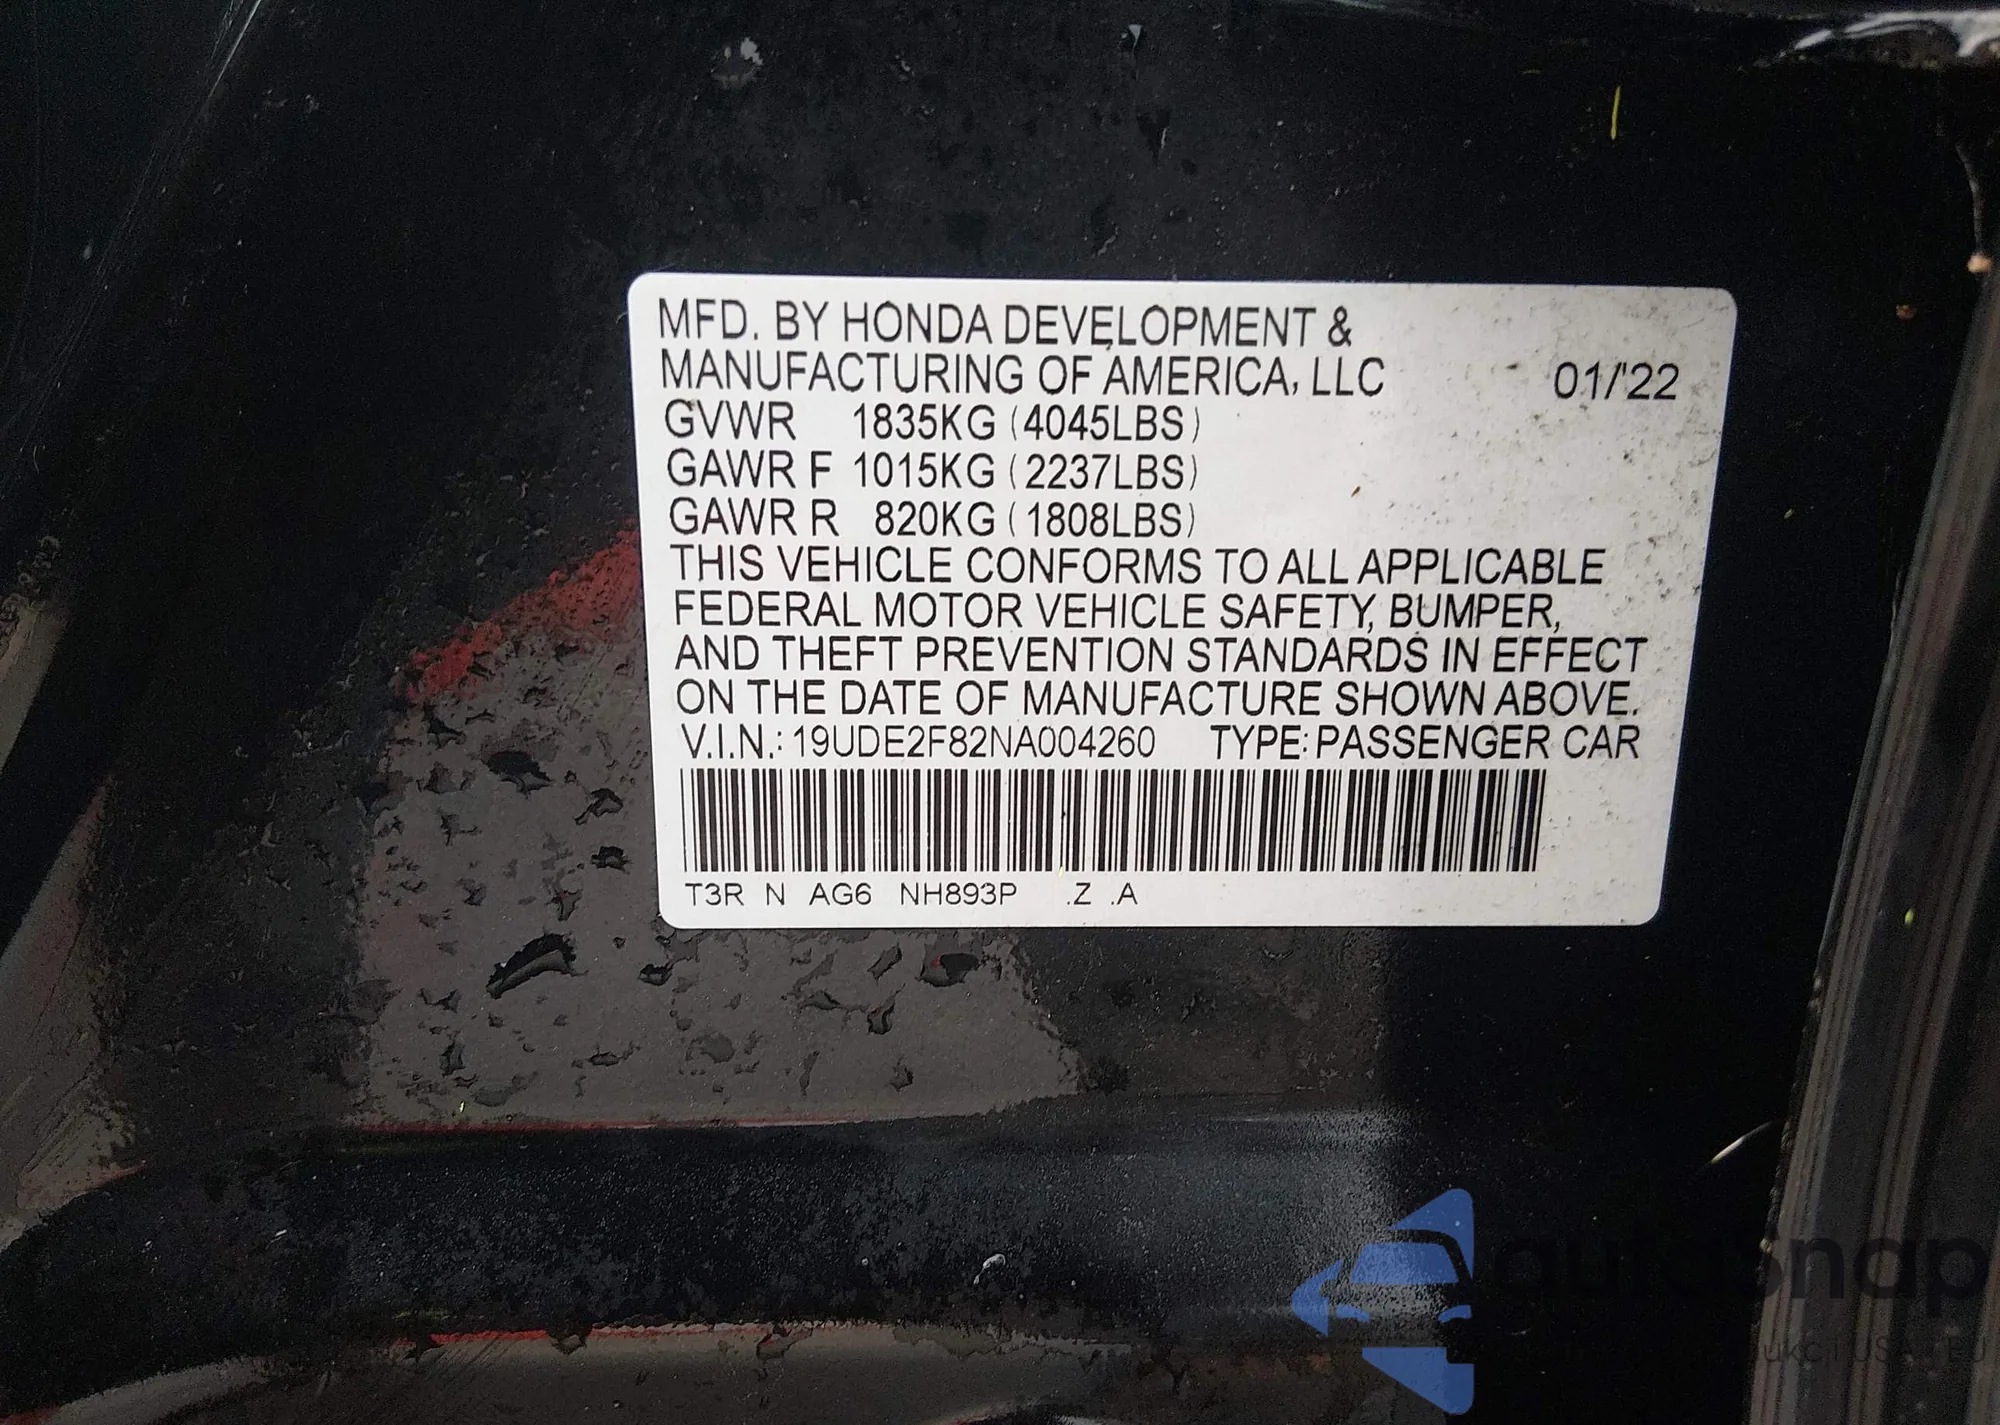 MFD. BY HONDA DEVELOPMENT &
MANUFACTURING OF AMERICA, LLC 01/'22
GVWR 1835KG (4045LBS)
GAWR F 1015KG (2237LBS)
GAWR R 820KG (1808LBS)
THIS VEHICLE CONFORMS TO ALL APPLICABLE
FEDERAL MOTOR VEHICLE SAFETY, BUMPER,
AND THEFT PREVENTION STANDARDS IN EFFECT
ON THE DATE OF MANUFACTURE SHOWN ABOVE.
V.I.N.: 19UDE2F82NA004260 TYPE: PASSENGER CAR
T3R N AG6 NH893P .Z .A
autosnap